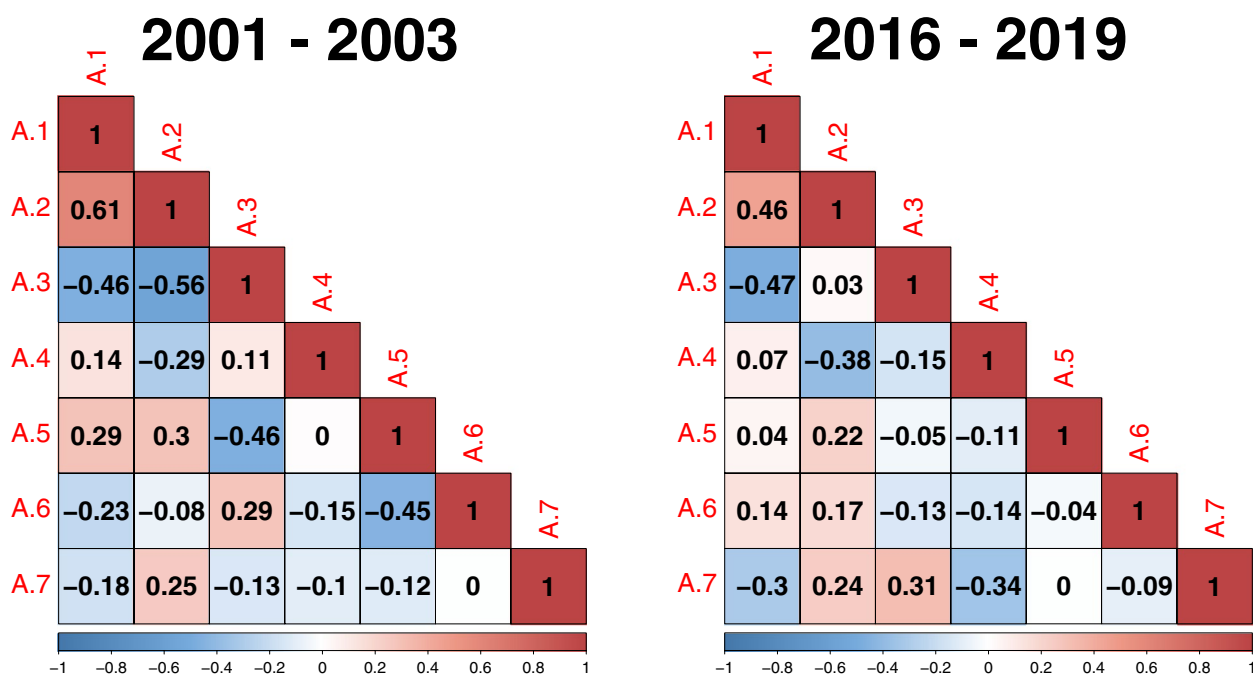 2001 - 2003
A.1
A.1 1 A.2
A.2 0.61 1 A.3
A.3 −0.46 −0.56 1 A.4
A.4 0.14 −0.29 0.11 1 A.5
A.5 0.29 0.3 −0.46 0 1 A.6
A.6 −0.23 −0.08 0.29 −0.15 −0.45 1 A.7
A.7 −0.18 0.25 −0.13 −0.1 −0.12 0 1
−1 −0.8 −0.6 −0.4 −0.2 0 0.2 0.4 0.6 0.8 1
2016 - 2019
A.1
A.1 1 A.2
A.2 0.46 1 A.3
A.3 −0.47 0.03 1 A.4
A.4 0.07 −0.38 −0.15 1 A.5
A.5 0.04 0.22 −0.05 −0.11 1 A.6
A.6 0.14 0.17 −0.13 −0.14 −0.04 1 A.7
A.7 −0.3 0.24 0.31 −0.34 0 −0.09 1
−1 −0.8 −0.6 −0.4 −0.2 0 0.2 0.4 0.6 0.8 1